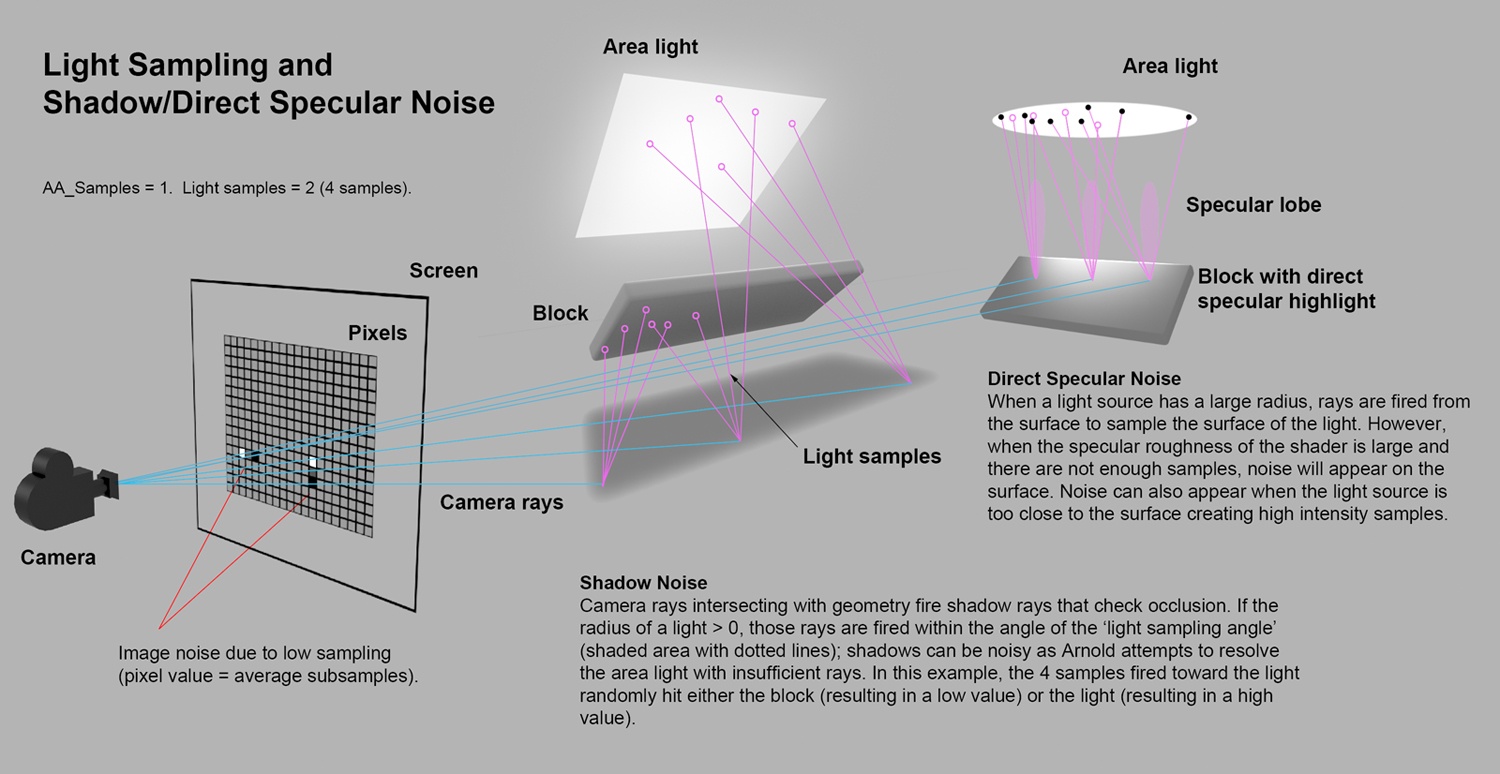 Light Sampling and
Shadow/Direct Specular Noise
AA_Samples = 1.  Light samples = 2 (4 samples).
Area light
Area light
Specular lobe
Screen
Block with direct
specular highlight
Block
Pixels
Direct Specular Noise
When a light source has a large radius, rays are fired from
the surface to sample the surface of the light. However,
when the specular roughness of the shader is large and
there are not enough samples, noise will appear on the
surface. Noise can also appear when the light source is
too close to the surface creating high intensity samples.
Light samples
Camera rays
Camera
Shadow Noise
Camera rays intersecting with geometry fire shadow rays that check occlusion. If the
radius of a light > 0, those rays are fired within the angle of the ‘light sampling angle’
(shaded area with dotted lines); shadows can be noisy as Arnold attempts to resolve
the area light with insufficient rays. In this example, the 4 samples fired toward the light
randomly hit either the block (resulting in a low value) or the light (resulting in a high
value).
Image noise due to low sampling
(pixel value = average subsamples).